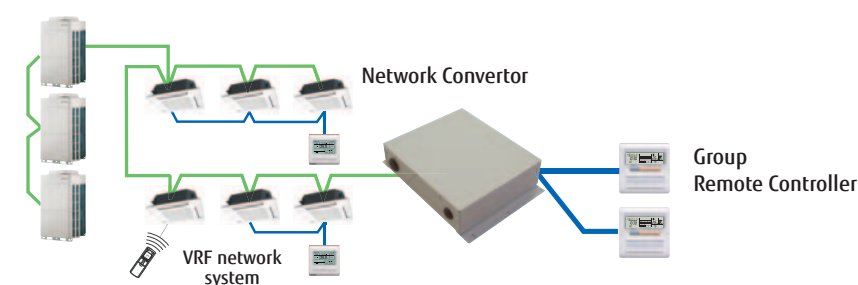 Network Convertor
Group
Remote Controller
VRF network
system